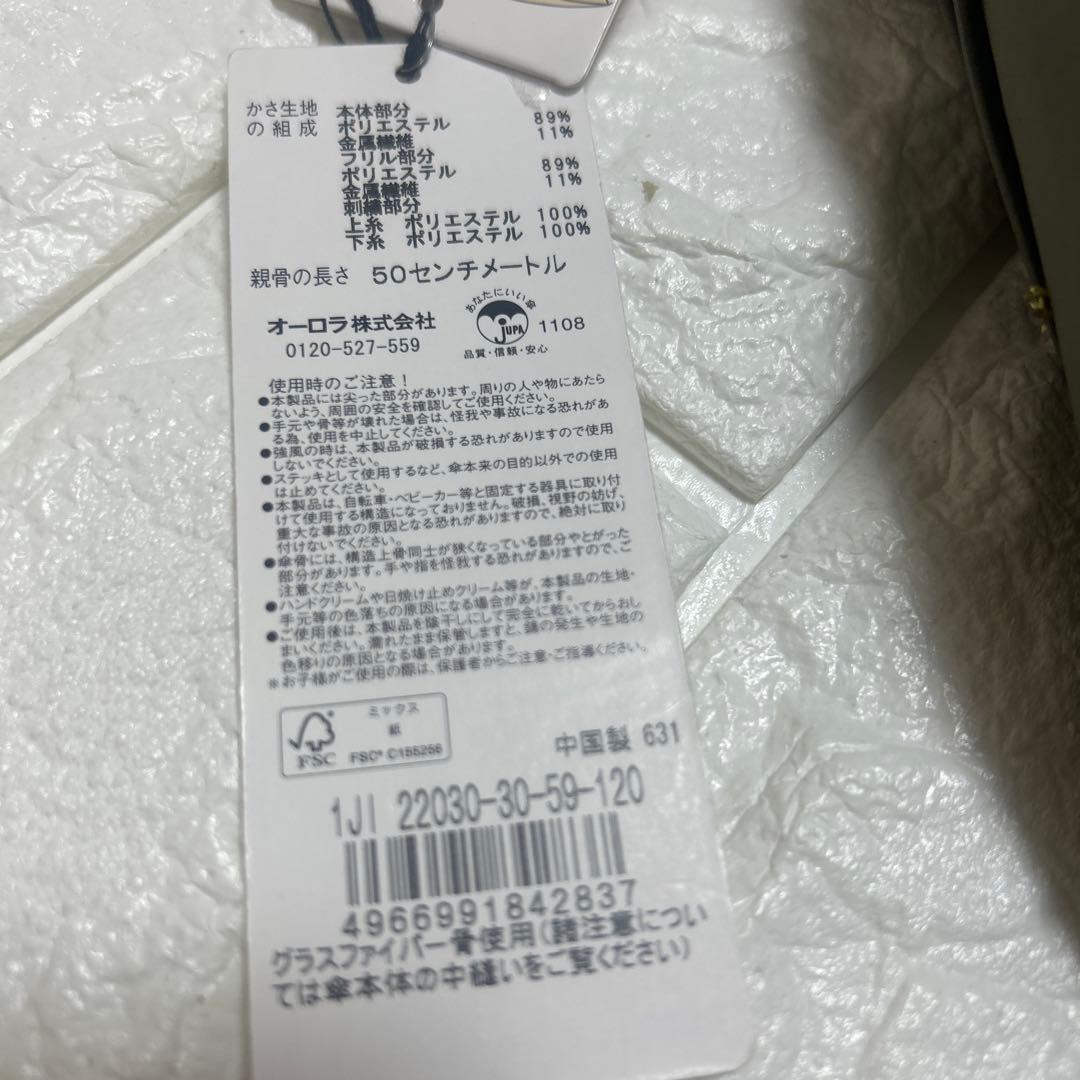 かさ生地 本体部分
の組成 ポリエステル 89%
金属繊維 11%
フリル部分
ポリエステル 89%
金属繊維 11%
刺繍部分
上糸 ポリエステル 100%
下糸 ポリエステル 100%
親骨の長さ 50センチメートル
あなたにいい傘
オーロラ株式会社 JUPA 1108
0120-527-559 品質・信頼・安心
使用時のご注意!
●本製品には尖った部分があります。周りの人や物にあたら
ないよう、周囲の安全を確認してご使用ください。
●手元や骨等が壊れた場合は、怪我や事故になる恐れがあ
る為、使用を中止してください。
●強風の時は、本製品が破損する恐れがありますので使用
しないでください。
●ステッキとして使用するなど、傘本来の目的以外での使用
は止めてください。
●本製品は、自転車・ベビーカー等と固定する器具に取り付
けて使用する構造になっておりません。破損、視野の妨げ、
重大な事故の原因となる恐れがありますので、絶対に取り
付けないでください。
●傘骨には、構造上骨同士が狭くなっている部分やとがった
部分があります。手や指を怪我する恐れがありますので、ご
注意ください。
●ハンドクリームや日焼け止めクリーム等が、本製品の生地・
手元等の色落ちの原因になる場合があります。
●ご使用後は、本製品を陰干しにして完全に乾いてからおし
まいください。濡れたまま保管しますと、錆の発生や生地の
色移りの原因となる場合があります。
※お子様がご使用の際は、保護者からご注意・ご指導ください。
ミックス
紙
FSC FSC® C155256
中国製 631
1JI 22030-30-59-120
4966991842837
グラスファイバー骨使用(諸注意につい
ては傘本体の中縫いをご覧ください)